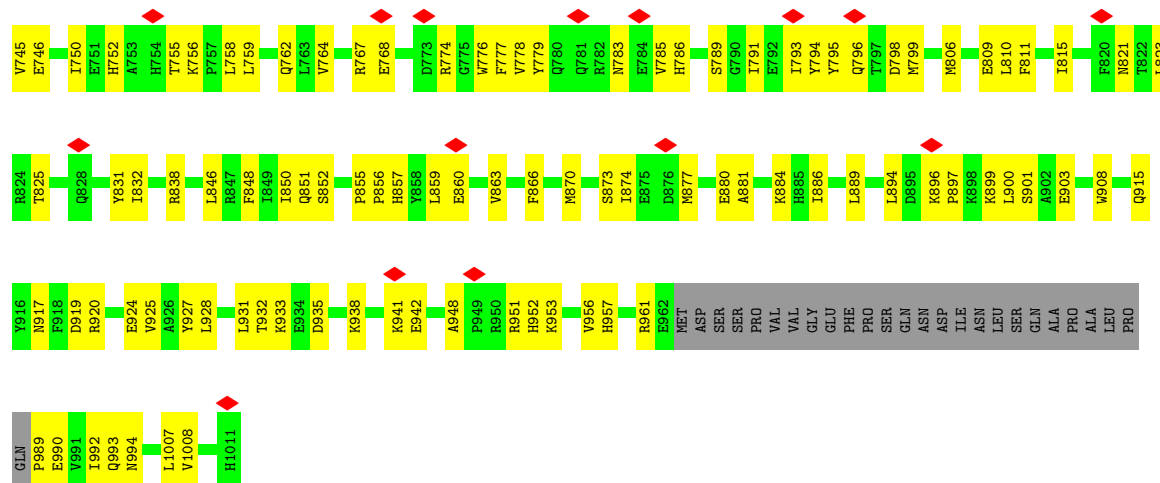 V745 E746 I750 E751 H752 A753 H754 T755 K756 P757 L758 L759 Q762 L763 V764 R767 E768 D773 R774 G775 W776 F777 V778 Y779 Q780 Q781 R782 N783 E784 V785 H786 S789 G790 I791 E792 I793 Y794 Y795 Q796 T797 D798 M799 M806 E809 L810 F811 I815 F820 N821 T822
R824 T825 Q828 Y831 I832 R838 L846 R847 F848 I849 I850 Q851 S852 P855 P856 H857 Y858 L859 E860 V863 F866 M870 S873 I874 E875 D876 M877 E880 A881 K884 H885 I886 L889 L894 D895 K896 P897 K898 K899 L900 S901 A902 E903 W908 Q915
Y916 N917 F918 D919 R920 E924 V925 A926 Y927 L928 L931 T932 K933 E934 D935 K938 K941 E942 A948 P949 R950 R951 H952 K953 V956 H957 R961 E962 MET ASP SER SER PRO VAL VAL GLY GLU PHE PRO SER GLN ASN ASP ILE ASN LEU SER GLN ALA PRO ALA LEU PRO
GLN P989 E990 V991 I992 Q993 N994 L1007 V1008 H1011